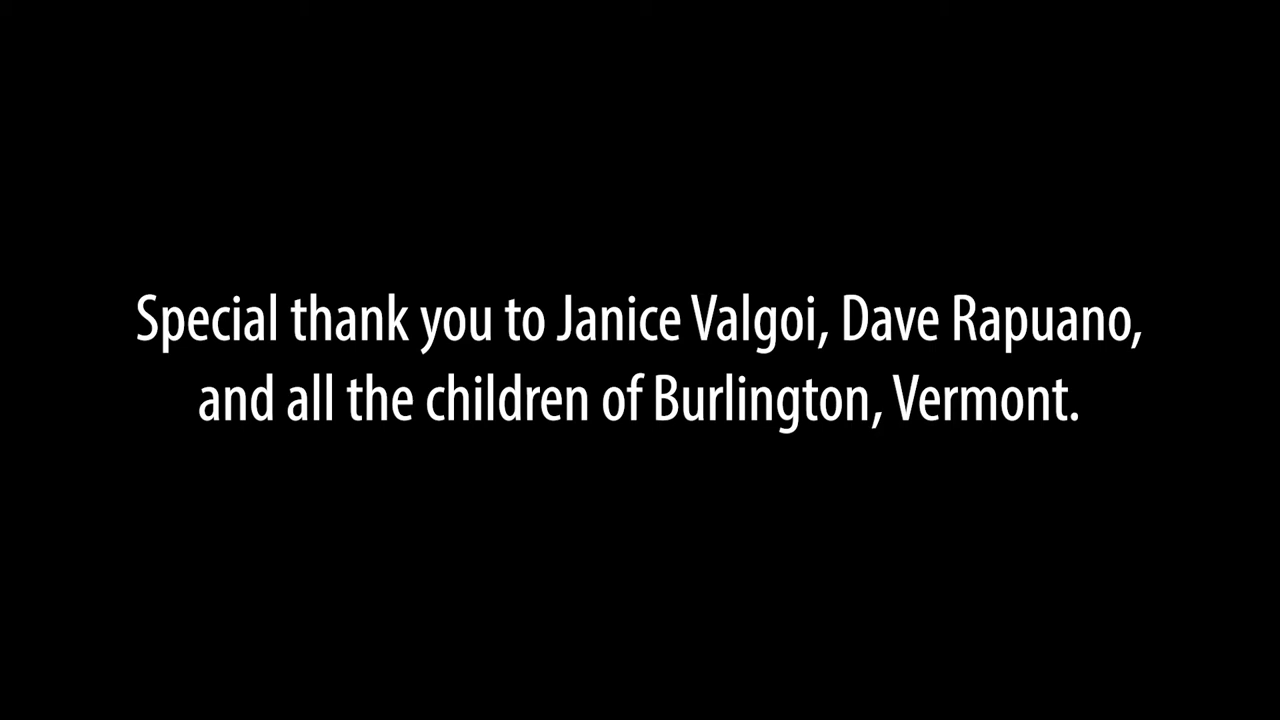 Special thank you to Janice Valgoi, Dave Rapuano,
and all the children of Burlington, Vermont.